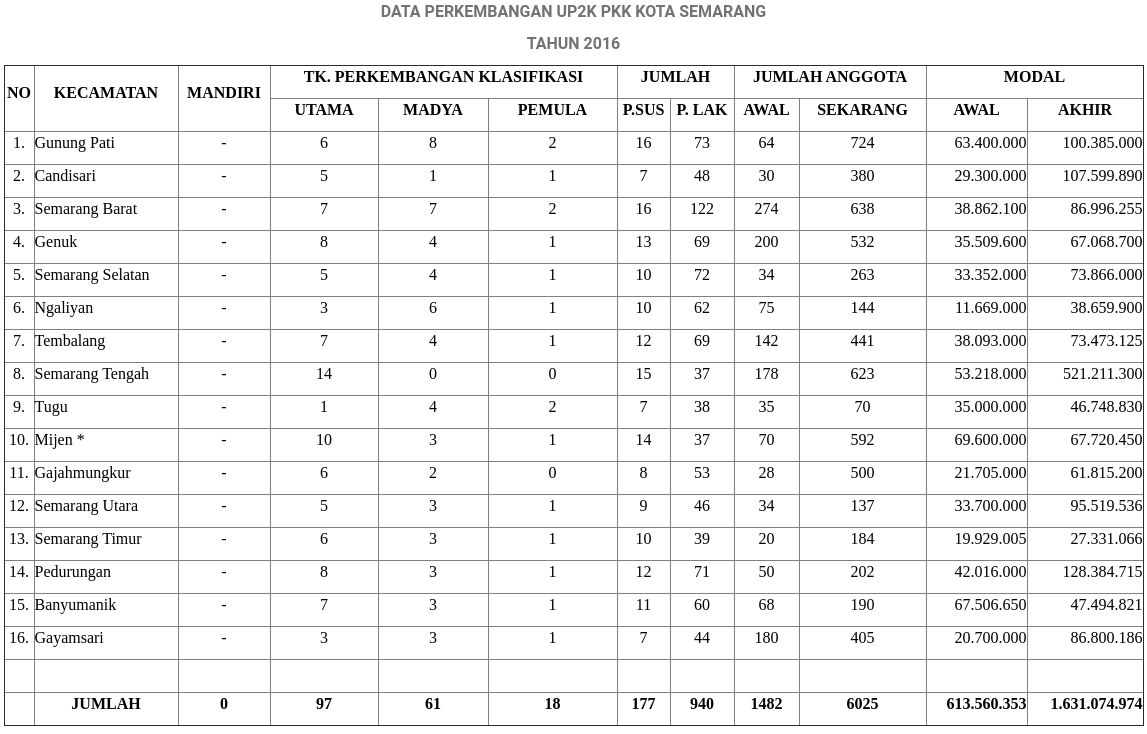 DATA PERKEMBANGAN UP2K PKK KOTA SEMARANG
TAHUN 2016
NO KECAMATAN MANDIRI TK. PERKEMBANGAN KLASIFIKASI JUMLAH JUMLAH ANGGOTA MODAL
UTAMA MADYA PEMULA P.SUS P. LAK AWAL SEKARANG AWAL AKHIR
1. Gunung Pati - 6 8 2 16 73 64 724 63.400.000 100.385.000
2. Candisari - 5 1 1 7 48 30 380 29.300.000 107.599.890
3. Semarang Barat - 7 7 2 16 122 274 638 38.862.100 86.996.255
4. Genuk - 8 4 1 13 69 200 532 35.509.600 67.068.700
5. Semarang Selatan - 5 4 1 10 72 34 263 33.352.000 73.866.000
6. Ngaliyan - 3 6 1 10 62 75 144 11.669.000 38.659.900
7. Tembalang - 7 4 1 12 69 142 441 38.093.000 73.473.125
8. Semarang Tengah - 14 0 0 15 37 178 623 53.218.000 521.211.300
9. Tugu - 1 4 2 7 38 35 70 35.000.000 46.748.830
10. Mijen * - 10 3 1 14 37 70 592 69.600.000 67.720.450
11. Gajahmungkur - 6 2 0 8 53 28 500 21.705.000 61.815.200
12. Semarang Utara - 5 3 1 9 46 34 137 33.700.000 95.519.536
13. Semarang Timur - 6 3 1 10 39 20 184 19.929.005 27.331.066
14. Pedurungan - 8 3 1 12 71 50 202 42.016.000 128.384.715
15. Banyumanik - 7 3 1 11 60 68 190 67.506.650 47.494.821
16. Gayamsari - 3 3 1 7 44 180 405 20.700.000 86.800.186
JUMLAH 0 97 61 18 177 940 1482 6025 613.560.353 1.631.074.974